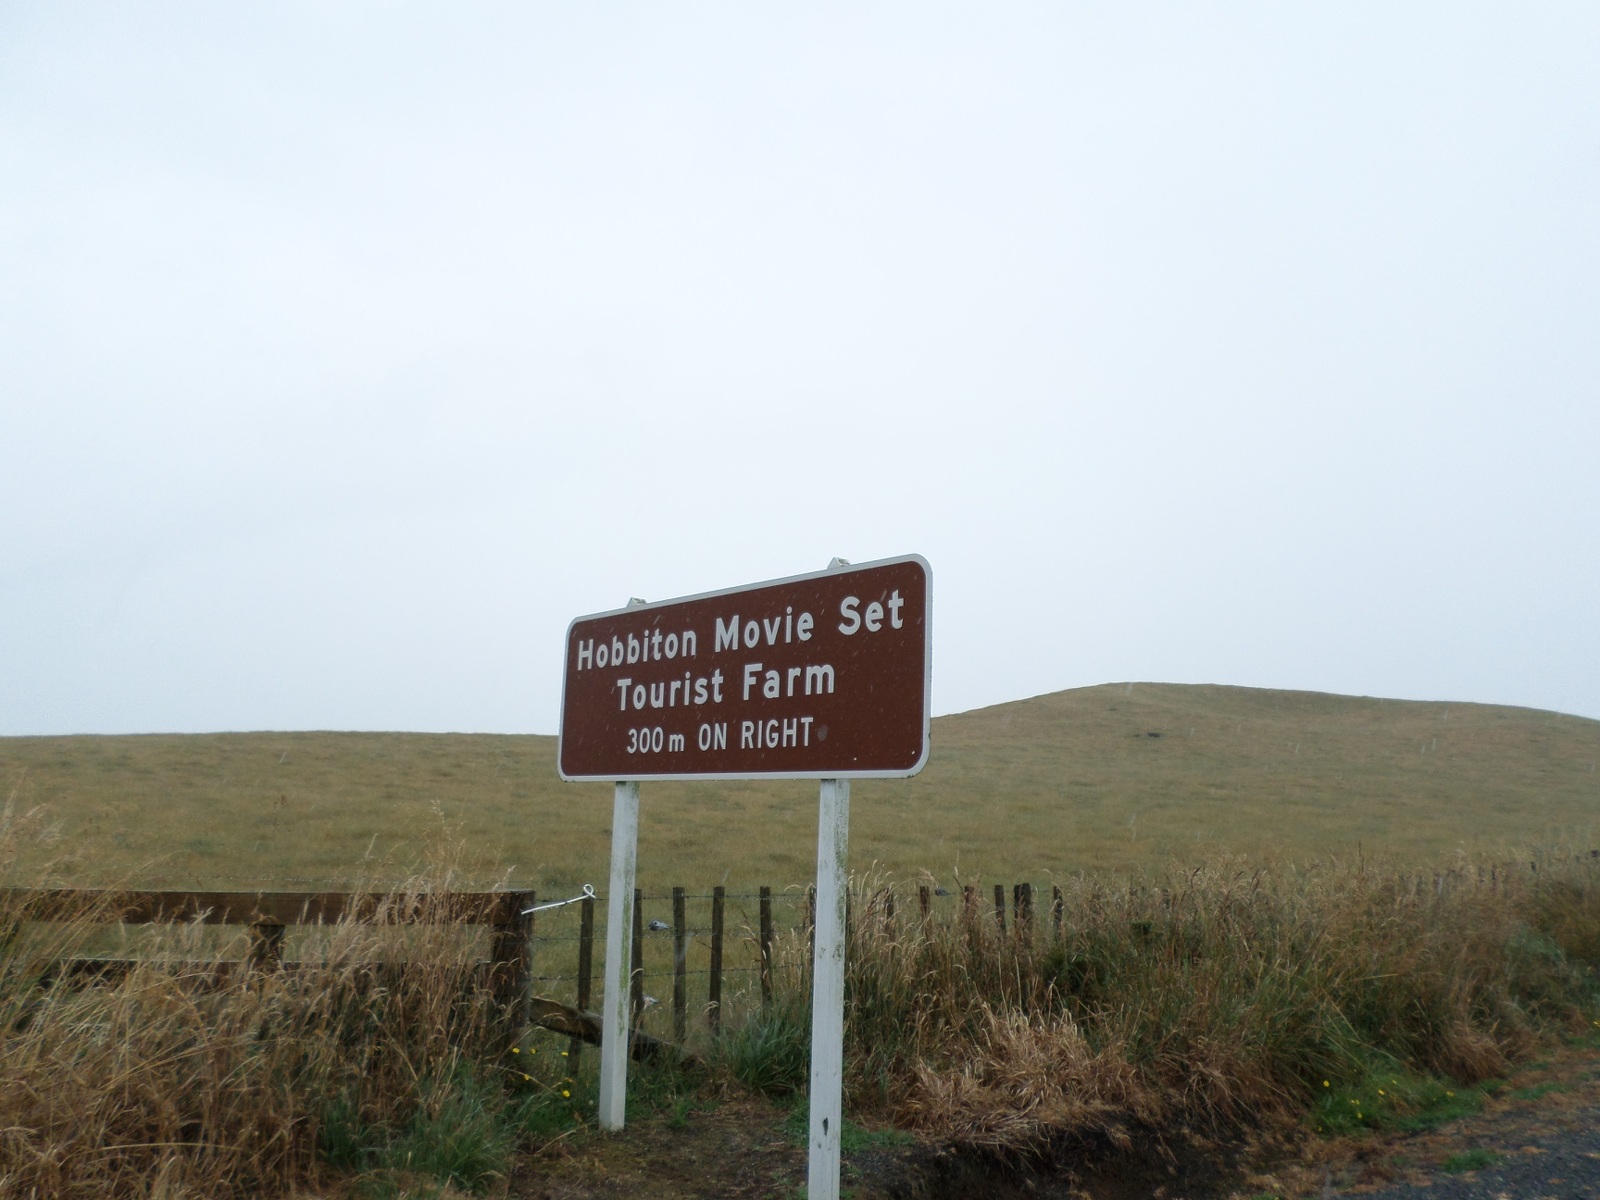 Hobbiton Movie Set
Tourist Farm
300m ON RIGHT